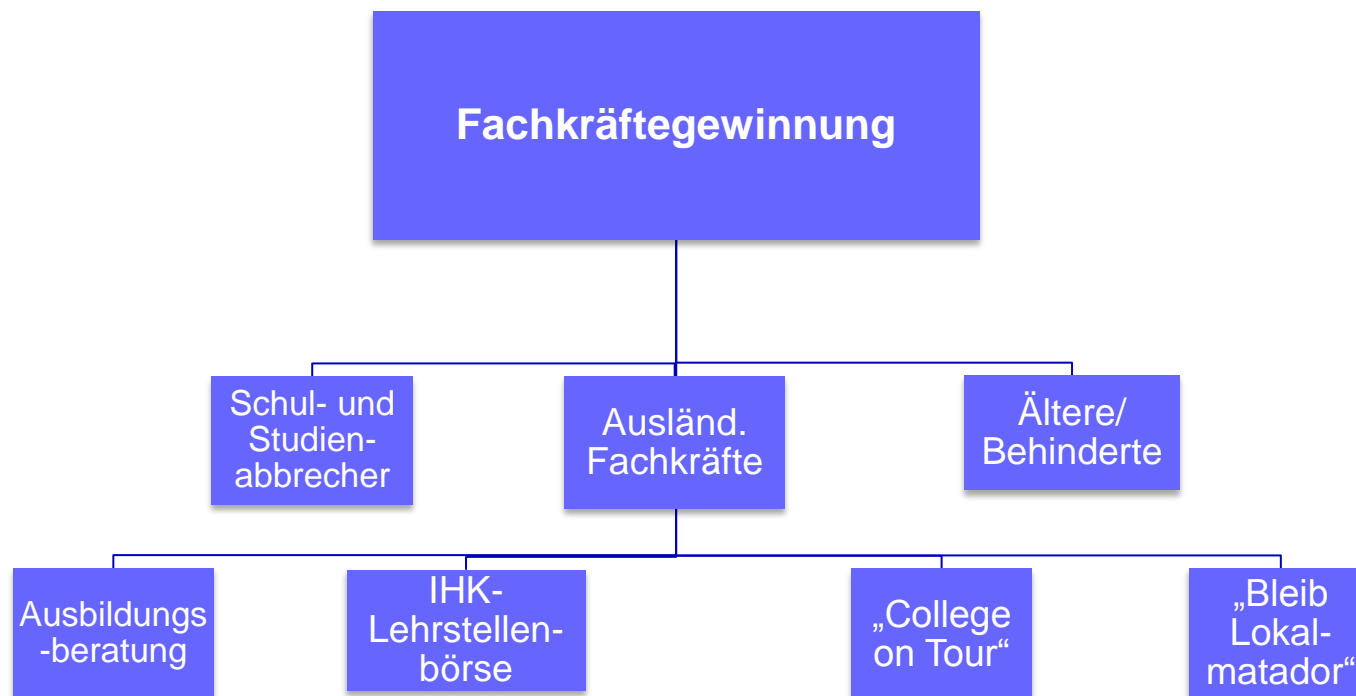 Fachkräftegewinnung
Schul- und
Studien-
abbrecher
Ausländ.
Fachkräfte
Ältere/
Behinderte
Ausbildungs
-beratung
IHK-
Lehrstellen-
börse
„College
on Tour“
„Bleib
Lokal-
matador“